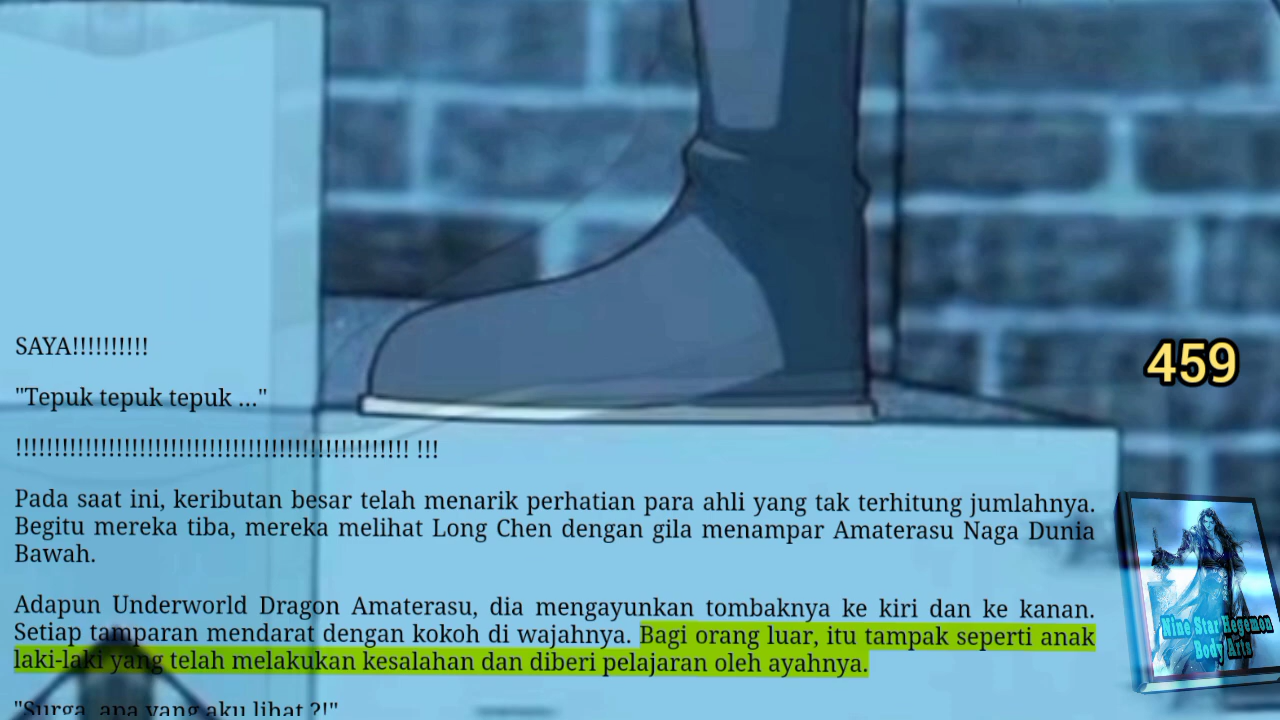 SAYA!!!!!!!!!!
"Tepuk tepuk tepuk ..."
!!!!!!!!!!!!!!!!!!!!!!!!!!!!!!!!!!!!!!!!!!!!!!!!!! !!!
Pada saat ini, keributan besar telah menarik perhatian para ahli yang tak terhitung jumlahnya.
Begitu mereka tiba, mereka melihat Long Chen dengan gila menampar Amaterasu Naga Dunia
Bawah.
Adapun Underworld Dragon Amaterasu, dia mengayunkan tombaknya ke kiri dan ke kanan.
Setiap tamparan mendarat dengan kokoh di wajahnya. Bagi orang luar, itu tampak seperti anak
laki-laki yang telah melakukan kesalahan dan diberi pelajaran oleh ayahnya.
"Surga, apa yang aku lihat ?!"
459
Nine Star Hegemon
Body Arts